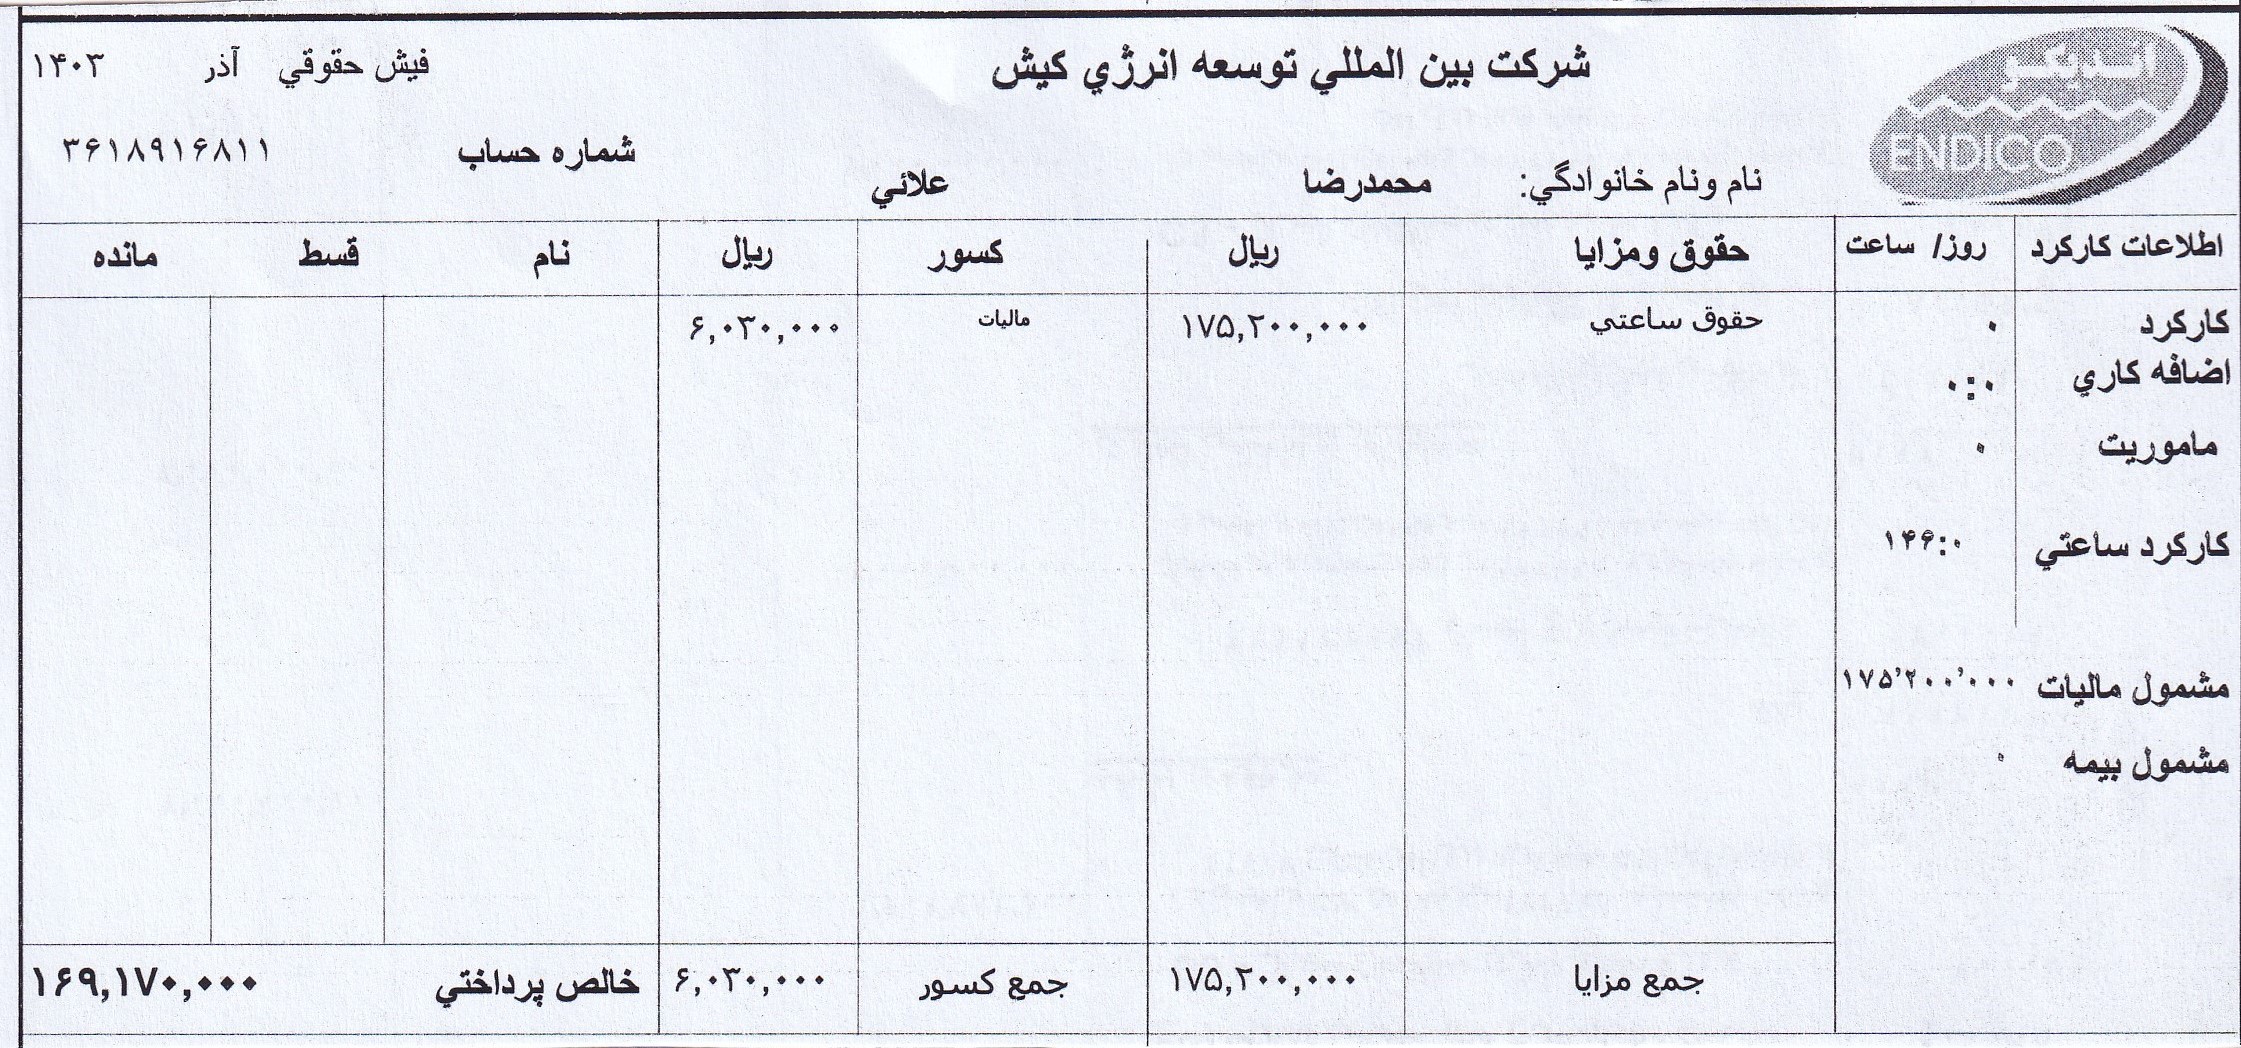 انديكو
ENDICO
شركت بين المللي توسعه انرژي كيش
فيش حقوقي آذر ۱۴۰۳
نام ونام خانوادگي: محمدرضا علائي
شماره حساب ۳۶۱۸۹۱۶۸۱۱
اطلاعات كاركرد روز/ ساعت حقوق ومزايا ريال كسور ريال نام قسط مانده
كاركرد ۰ حقوق ساعتي ۱۷۵,۲۰۰,۰۰۰ ماليات ۶,۰۳۰,۰۰۰
اضافه كاري ۰:۰
ماموريت ۰
كاركرد ساعتي ۱۴۶:۰
مشمول ماليات ۱۷۵'۲۰۰'۰۰۰
مشمول بيمه ۰
جمع مزايا ۱۷۵,۲۰۰,۰۰۰ جمع كسور ۶,۰۳۰,۰۰۰ خالص پرداختي ۱۶۹,۱۷۰,۰۰۰